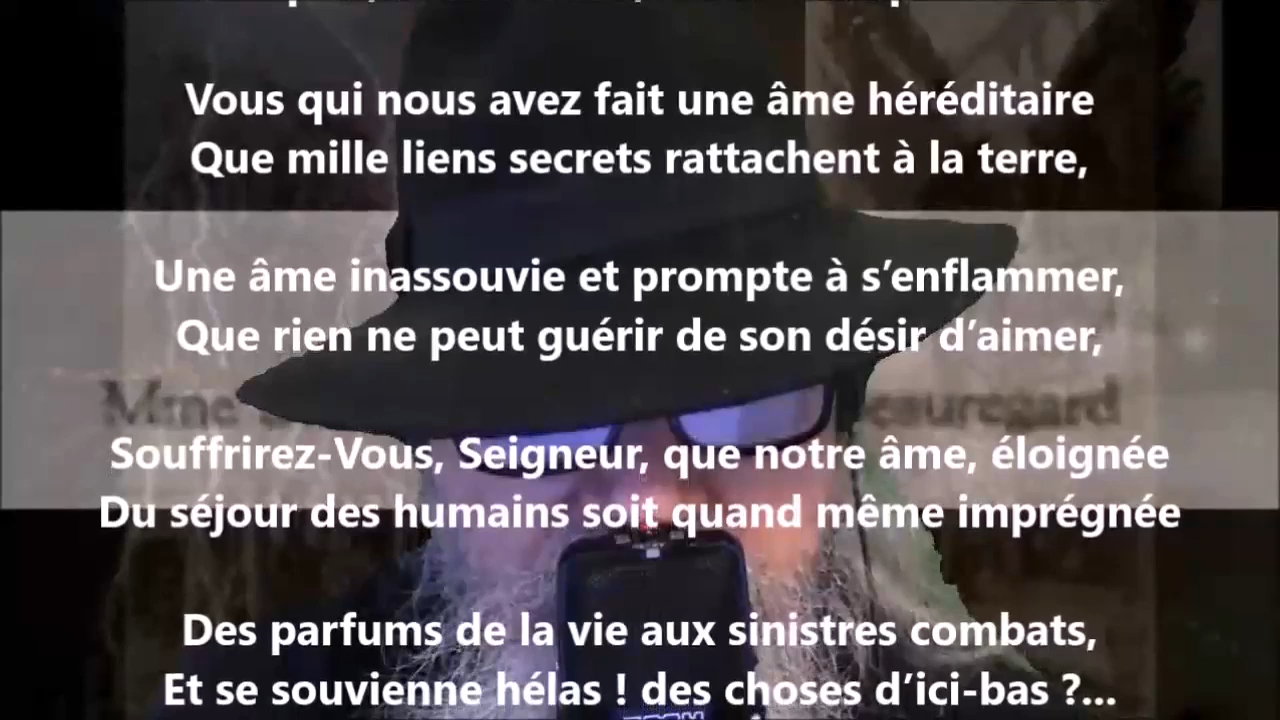 Vous qui nous avez fait une âme héréditaire
Que mille liens secrets rattachent à la terre,
Une âme inassouvie et prompte à s’enflammer,
Que rien ne peut guérir de son désir d’aimer,
Mme
Souffrirez-Vous, Seigneur, que notre âme, éloignée
Du séjour des humains soit quand même imprégnée
Des parfums de la vie aux sinistres combats,
Et se souvienne hélas ! des choses d’ici-bas ?...